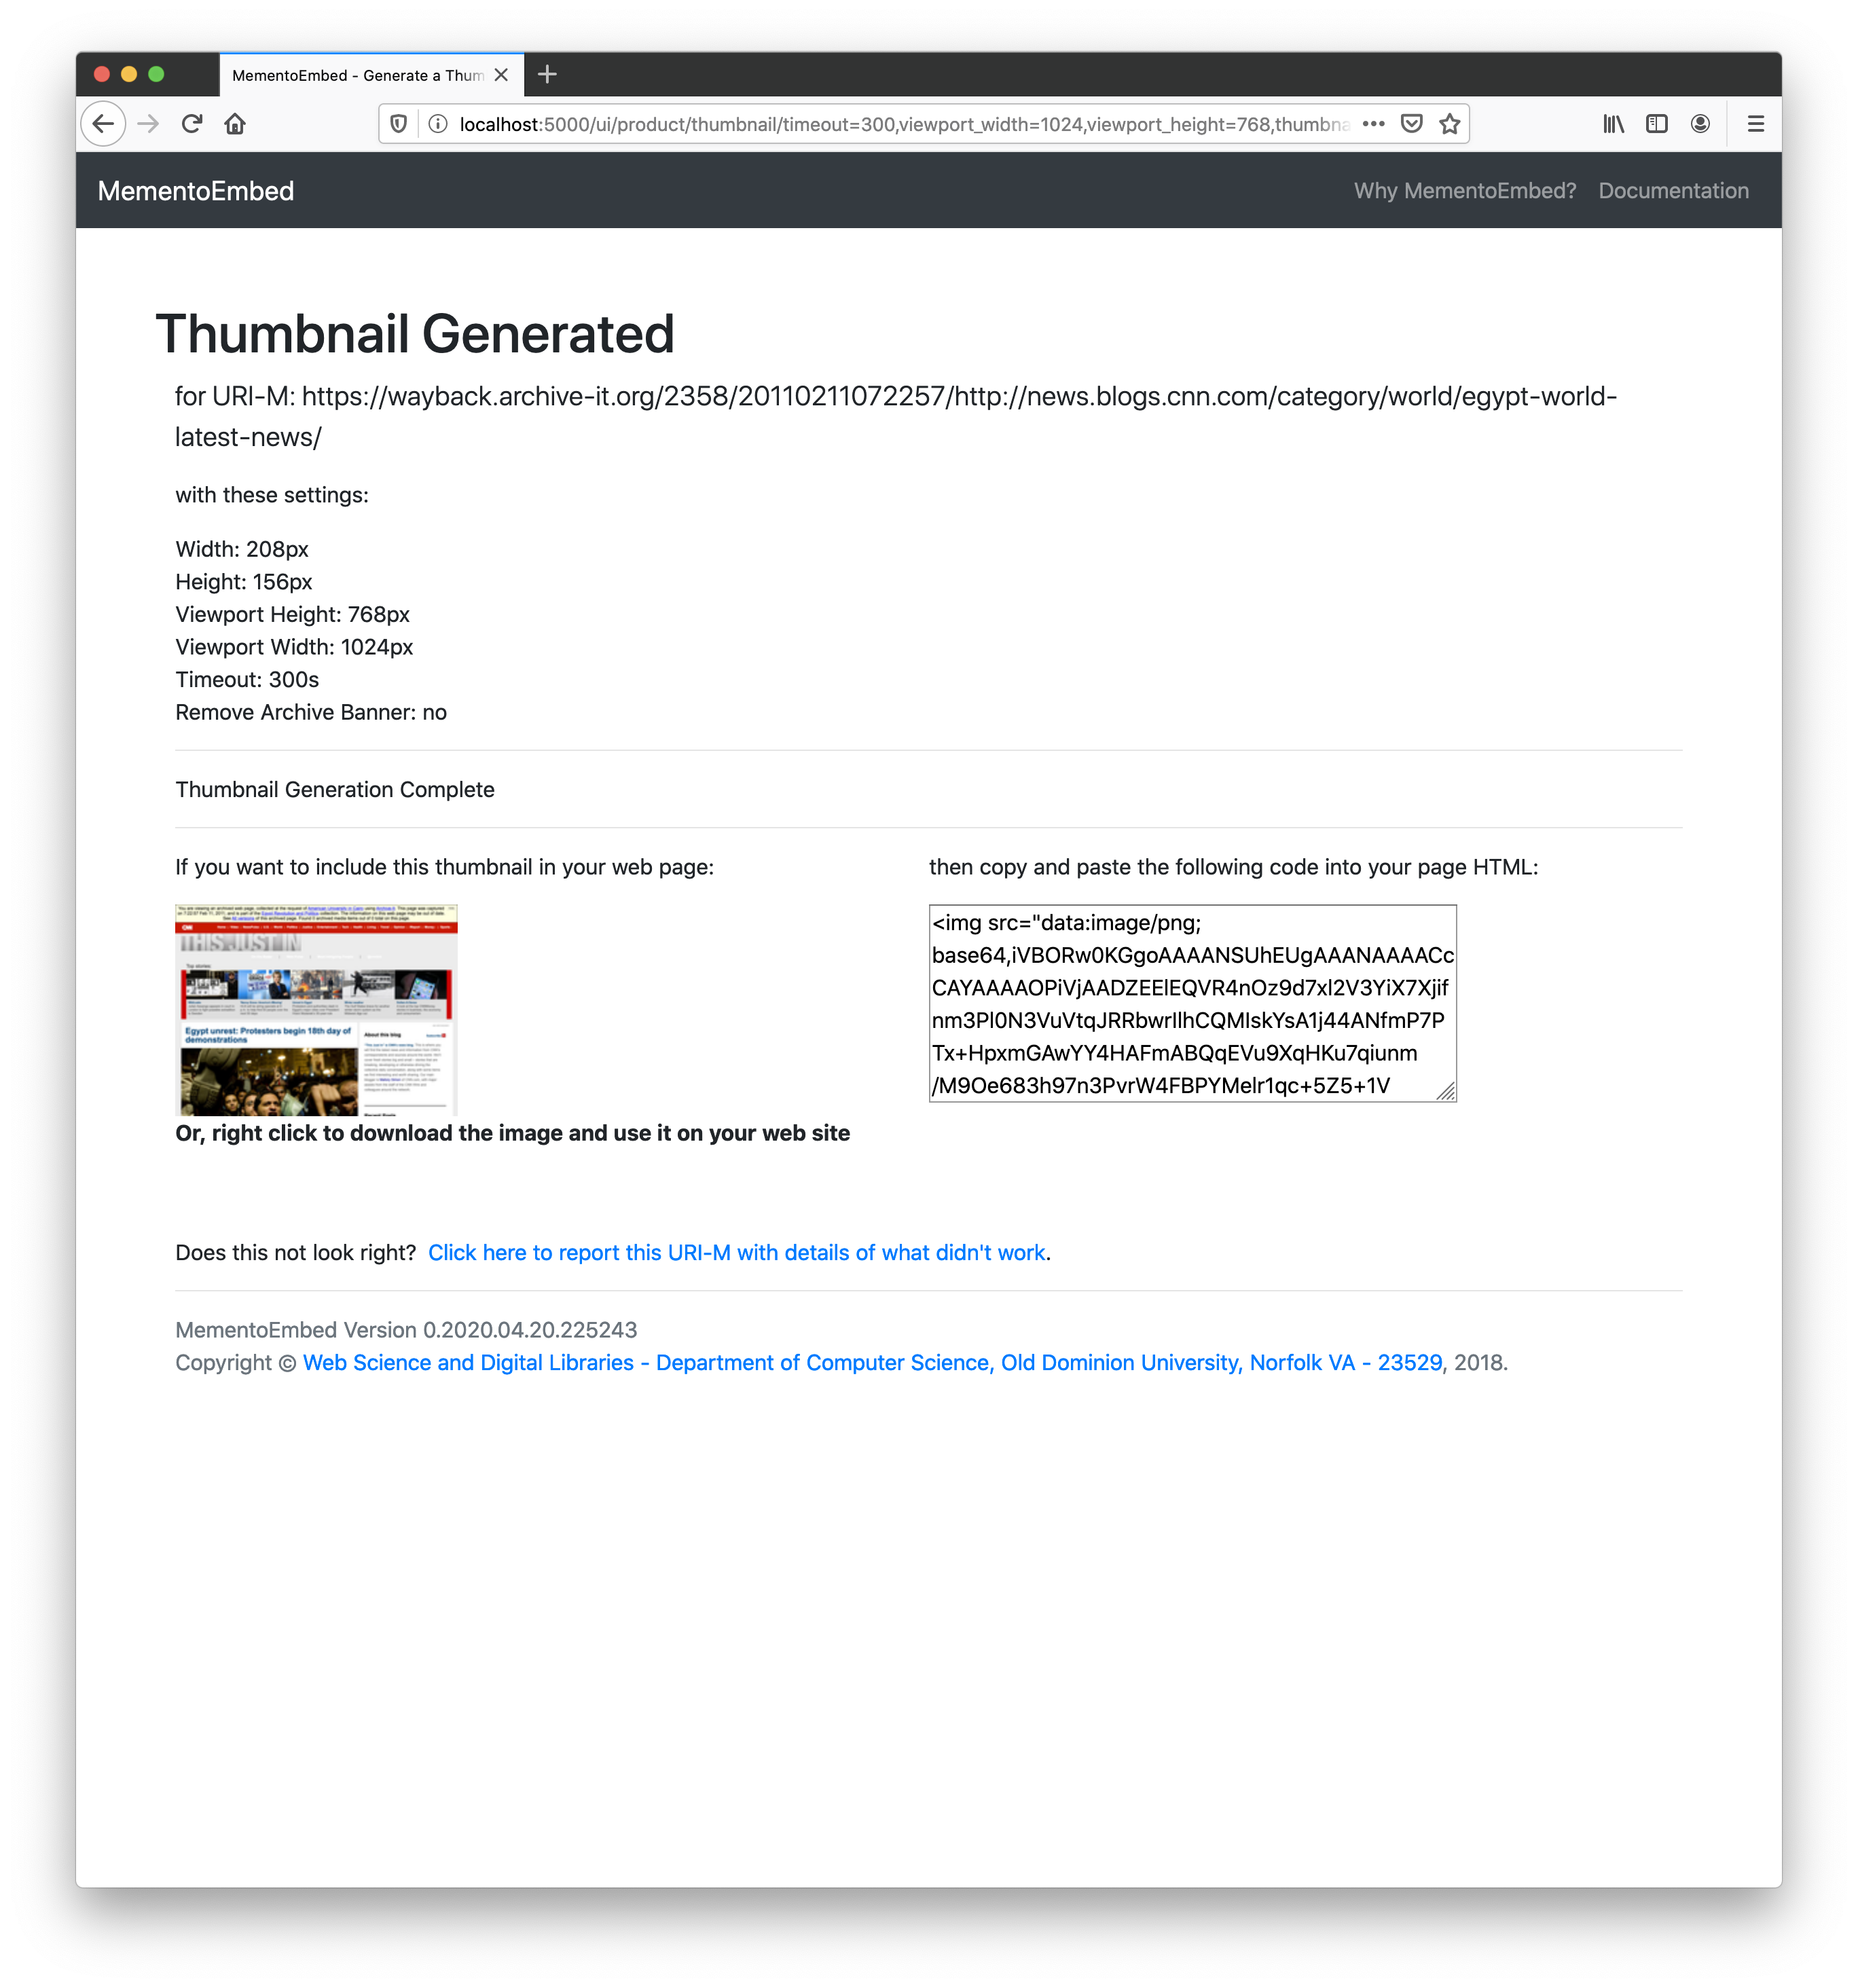 MementoEmbed - Generate a Thum
localhost:5000/ui/product/thumbnail/timeout=300,viewport_width=1024,viewport_height=768,thumbna
MementoEmbed
Why MementoEmbed? Documentation
Thumbnail Generated
for URI-M: https://wayback.archive-it.org/2358/20110211072257/http://news.blogs.cnn.com/category/world/egypt-world-
latest-news/
with these settings:
Width: 208px
Height: 156px
Viewport Height: 768px
Viewport Width: 1024px
Timeout: 300s
Remove Archive Banner: no
Thumbnail Generation Complete
If you want to include this thumbnail in your web page:
THIS JUST IN
Top stories
Egypt unrest: Protesters begin 18th day of
demonstrations
About this blog
Recent Posts
Or, right click to download the image and use it on your web site
then copy and paste the following code into your page HTML:
<img src="data:image/png;
base64,iVBORw0KGgoAAAANSUhEUgAAANAAAACc
CAYAAAAOPiVjAADZEElEQVR4nOz9d7xl2V3YiX7Xjif
nm3Pl0N3VuVtqJRRbwrIlhCQMIskYsA1j44ANfmP7P
Tx+HpxmGAwYY4HAFmABQqEVu9XqHKu7qiunm
/M9Oe683h97n3PvrW4FBPYMelr1qc+5Z5+1V
Does this not look right? Click here to report this URI-M with details of what didn't work.
MementoEmbed Version 0.2020.04.20.225243
Copyright © Web Science and Digital Libraries - Department of Computer Science, Old Dominion University, Norfolk VA - 23529, 2018.